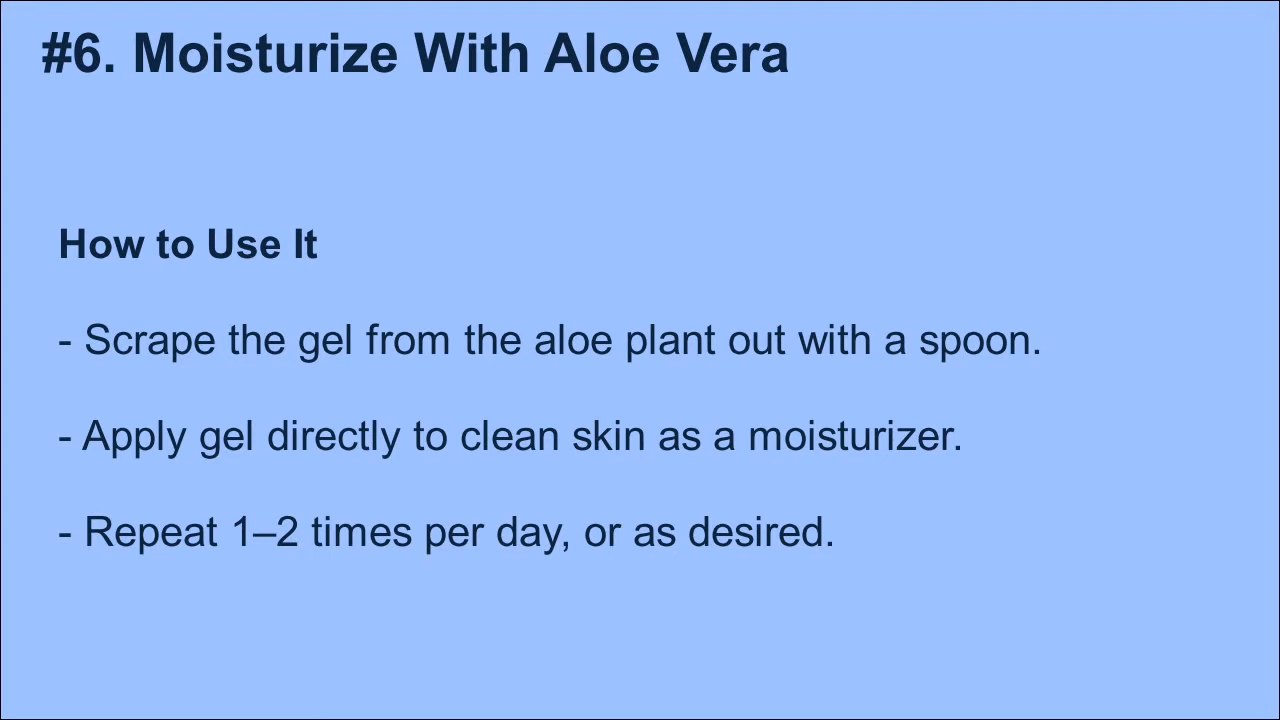 #6. Moisturize With Aloe Vera
How to Use It
- Scrape the gel from the aloe plant out with a spoon.
- Apply gel directly to clean skin as a moisturizer.
- Repeat 1–2 times per day, or as desired.